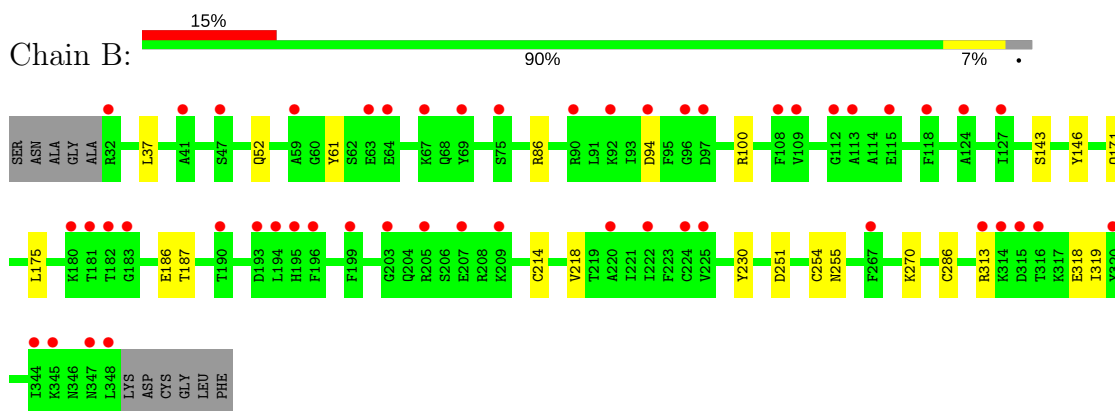 15%
Chain B:
90% 7% •
SER ASN ALA GLY ALA R32 L37 A41 S47 Q52 A59 G60 Y61 S62 E63 E64 K67 Q68 Y69 S75 R86 R90 L91 K92 I93 D94 F95 G96 D97 R100 F108 V109 G112 A113 A114 E115 F118 A124 I127 S143 Y146
L175 K180 T181 T182 G183 E186 T187 T190 D193 L194 H195 F196 F199 G203 Q204 R205 S206 E207 R208 K209 C214 V218 T219 A220 I221 I222 F223 C224 V225 Y230 D251 C254 N255 F267 K270 C286 R313 K314 D315 T316 K317 E318 I319
I344 K345 N346 N347 L348 LYS ASP CYS GLY LEU PHE